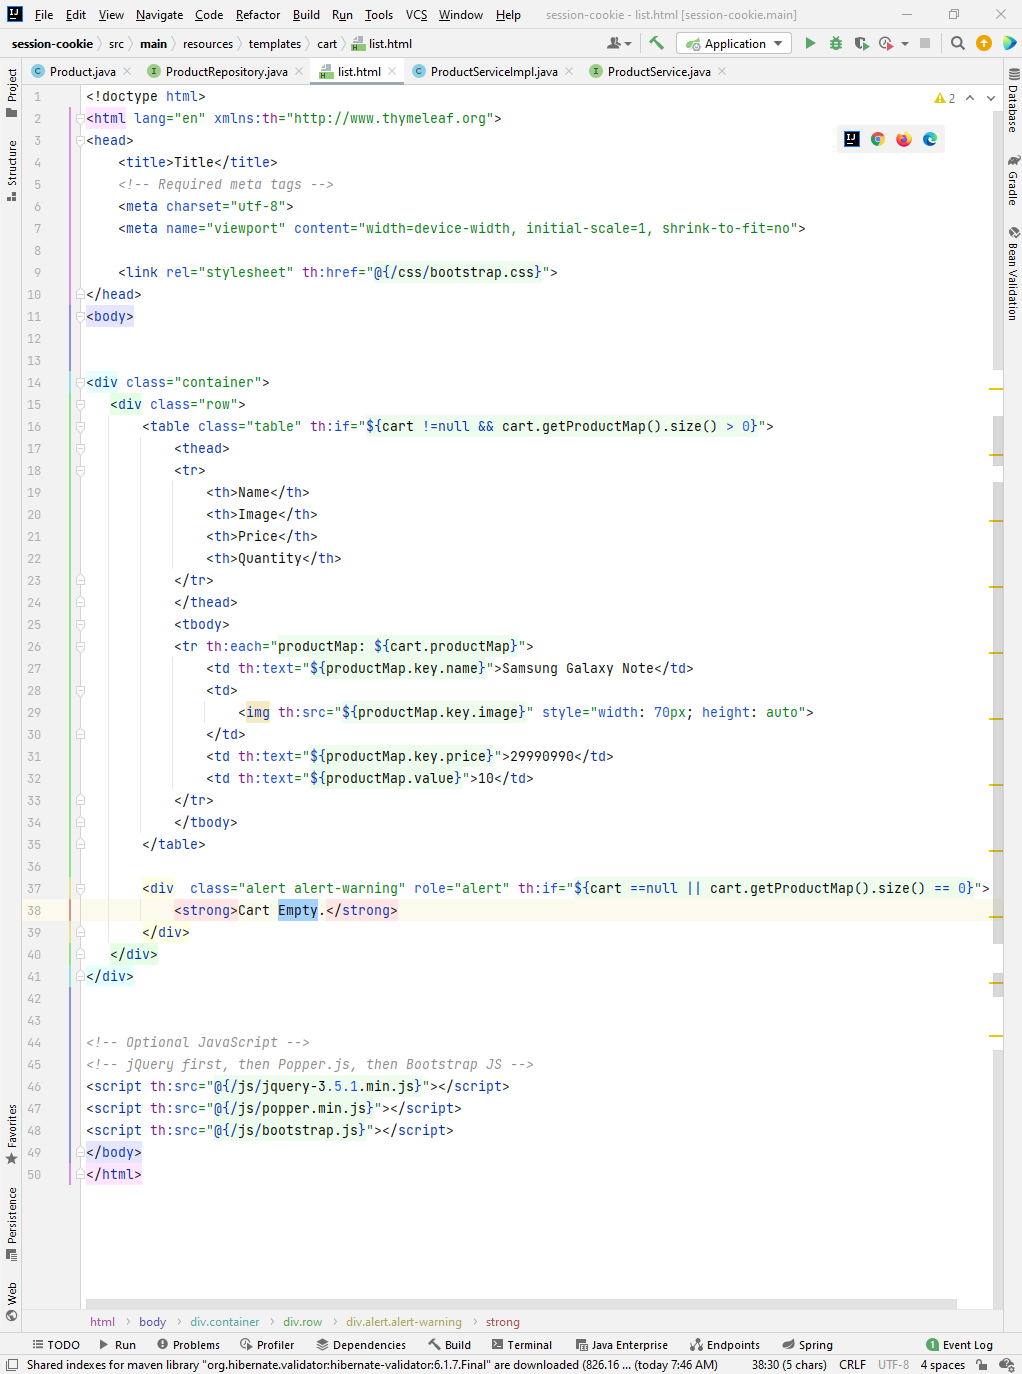 File Edit View Navigate Code Refactor Build Run Tools VCS Window Help session-cookie - list.html [session-cookie.main]
session-cookie src main resources templates cart list.html Application
Product.java ProductRepository.java list.html ProductServiceImpl.java ProductService.java
Project
Structure
Favorites
Persistence
Web
Database
Gradle
Bean Validation
2
1 <!doctype html>
2 <html lang="en" xmlns:th="http://www.thymeleaf.org">
3 <head>
4 <title>Title</title>
5 <!-- Required meta tags -->
6 <meta charset="utf-8">
7 <meta name="viewport" content="width=device-width, initial-scale=1, shrink-to-fit=no">
8
9 <link rel="stylesheet" th:href="@{/css/bootstrap.css}">
10 </head>
11 <body>
12
13
14 <div class="container">
15 <div class="row">
16 <table class="table" th:if="${cart !=null && cart.getProductMap().size() > 0}">
17 <thead>
18 <tr>
19 <th>Name</th>
20 <th>Image</th>
21 <th>Price</th>
22 <th>Quantity</th>
23 </tr>
24 </thead>
25 <tbody>
26 <tr th:each="productMap: ${cart.productMap}">
27 <td th:text="${productMap.key.name}">Samsung Galaxy Note</td>
28 <td>
29 <img th:src="${productMap.key.image}" style="width: 70px; height: auto">
30 </td>
31 <td th:text="${productMap.key.price}">29990990</td>
32 <td th:text="${productMap.value}">10</td>
33 </tr>
34 </tbody>
35 </table>
36
37 <div  class="alert alert-warning" role="alert" th:if="${cart ==null || cart.getProductMap().size() == 0}">
38 <strong>Cart Empty.</strong>
39 </div>
40 </div>
41 </div>
42
43
44 <!-- Optional JavaScript -->
45 <!-- jQuery first, then Popper.js, then Bootstrap JS -->
46 <script th:src="@{/js/jquery-3.5.1.min.js}"></script>
47 <script th:src="@{/js/popper.min.js}"></script>
48 <script th:src="@{/js/bootstrap.js}"></script>
49 </body>
50 </html>
html body div.container div.row div.alert.alert-warning strong
TODO Run Problems Profiler Dependencies Build Terminal Java Enterprise Endpoints Spring 1 Event Log
Shared indexes for maven library "org.hibernate.validator:hibernate-validator:6.1.7.Final" are downloaded (826.16 ... (today 7:46 AM) 38:30 (5 chars) CRLF UTF-8 4 spaces